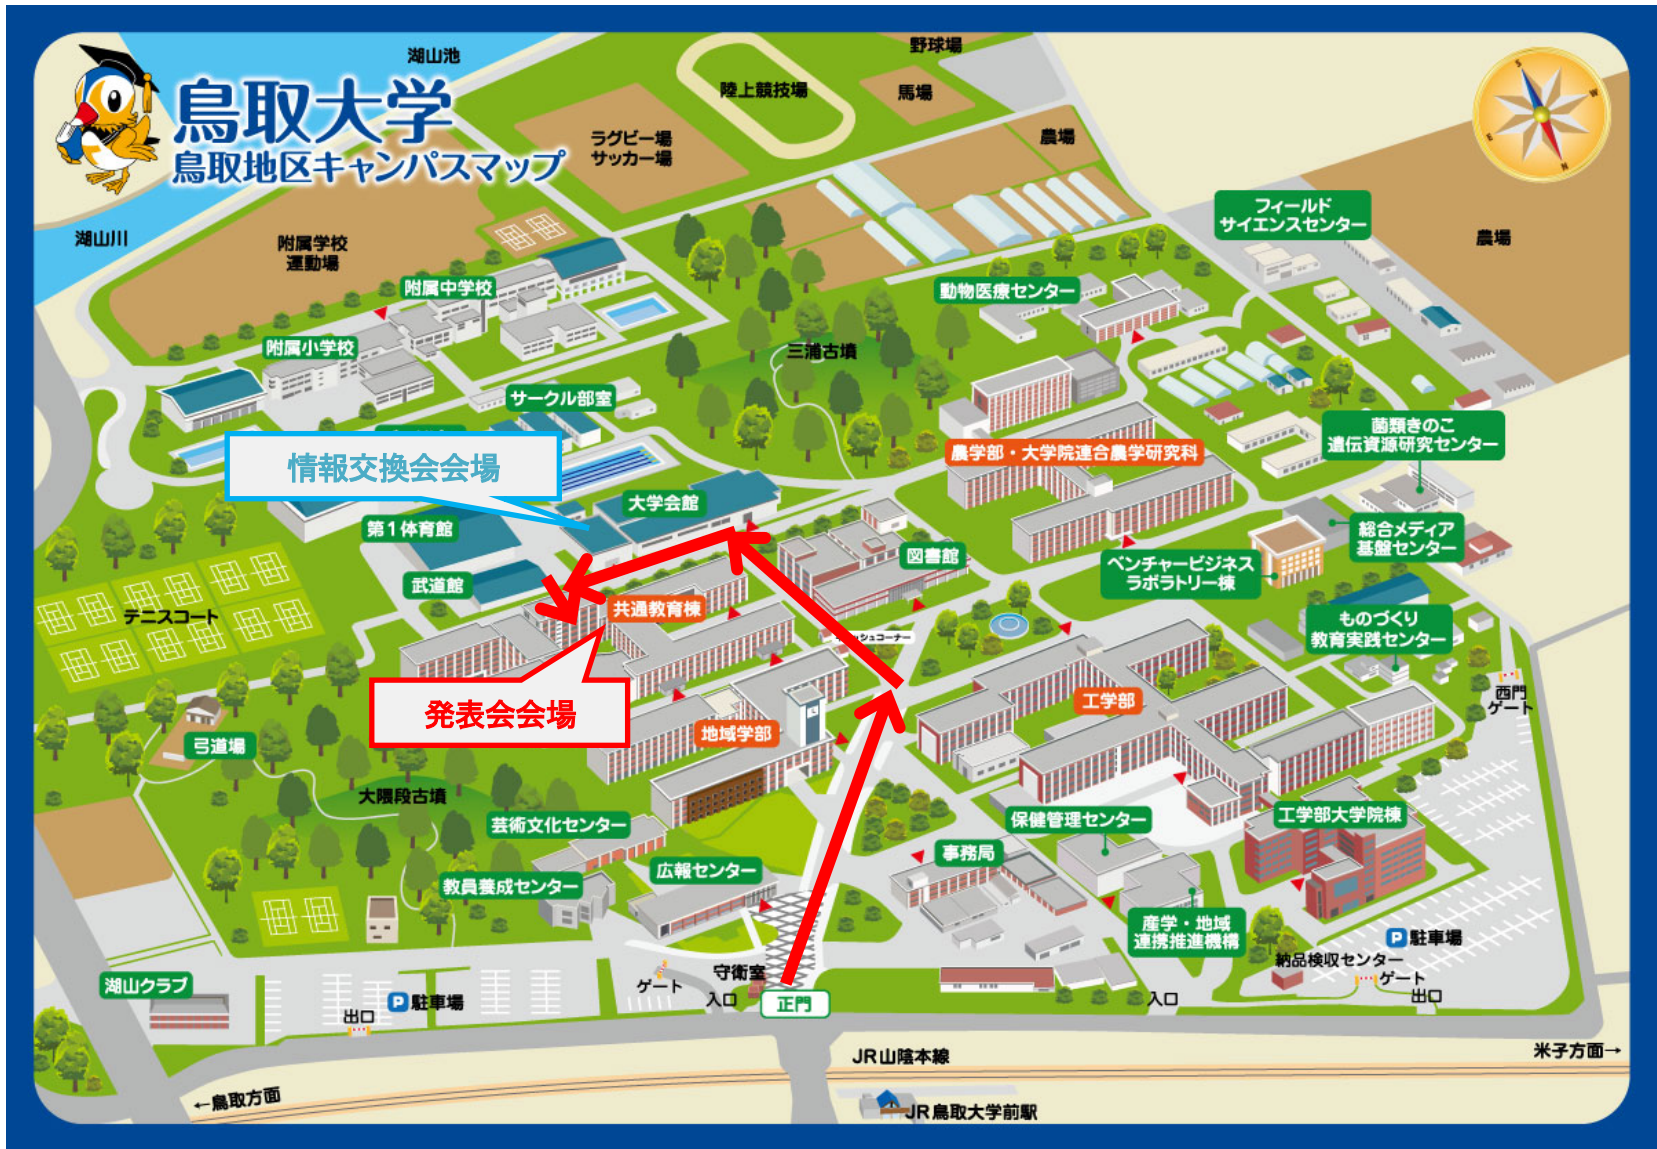 湖山池
野球場
鳥取大学
鳥取地区キャンパスマップ
陸上競技場
馬場
ラグビー場
サッカー場
農場
S
W
E
N
フィールド
サイエンスセンター
農場
湖山川
附属学校
運動場
附属中学校
動物医療センター
附属小学校
三浦古墳
サークル部室
菌類きのこ
遺伝資源研究センター
農学部・大学院連合農学研究科
情報交換会会場
大学会館
第1体育館
総合メディア
基盤センター
図書館
ベンチャービジネス
ラボラトリー棟
武道館
共通教育棟
テニスコート
ものづくり
教育実践センター
ュコーナー
西門
ゲート
発表会会場
工学部
地域学部
弓道場
大隈段古墳
芸術文化センター
保健管理センター
工学部大学院棟
事務局
広報センター
教員養成センター
産学・地域
連携推進機構
P駐車場
納品検収センター
守衛室
ゲート
ゲート
湖山クラブ
P駐車場
入口
正門
入口
出口
出口
JR山陰本線
米子方面→
←鳥取方面
JR鳥取大学前駅